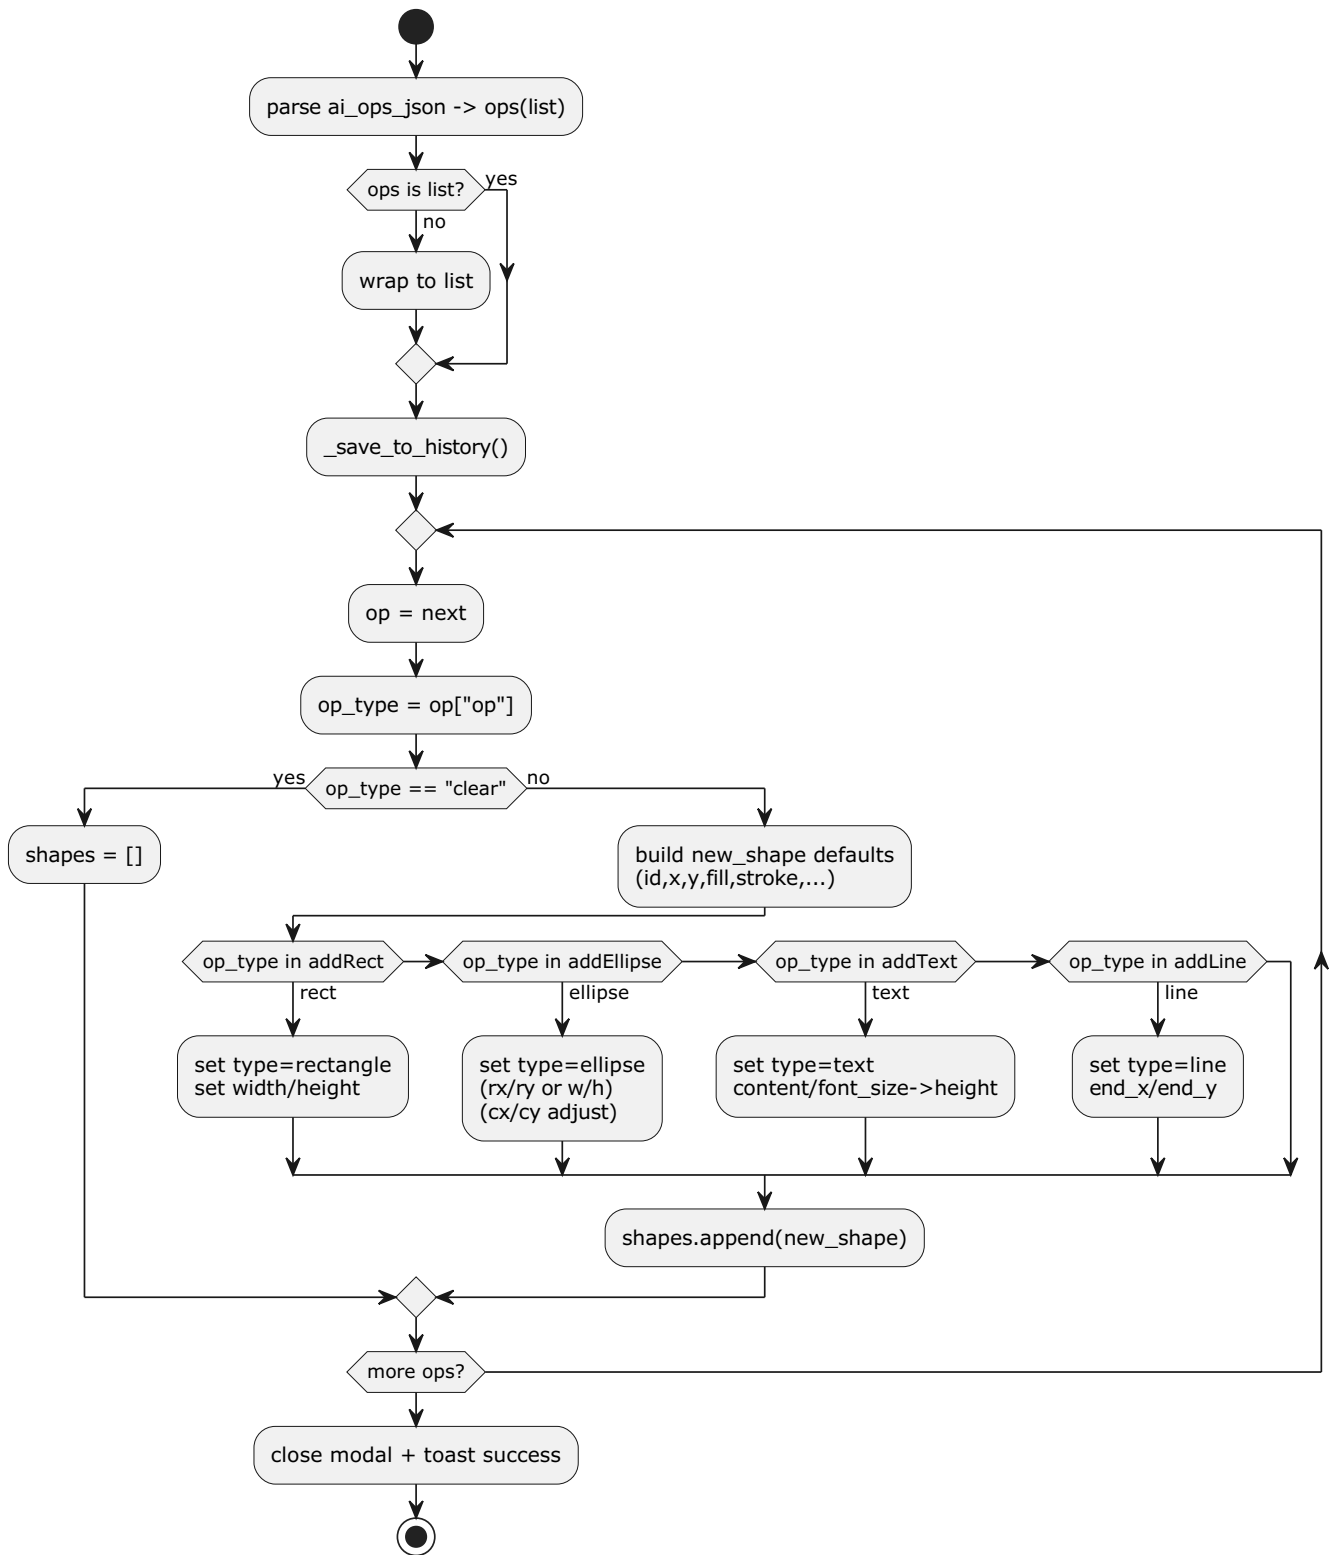 parse ai_ops_json -> ops(list)
ops is list?
yes
no
wrap to list
_save_to_history()
op = next
op_type = op["op"]
yes
op_type == "clear"
no
shapes = []
build new_shape defaults
(id,x,y,fill,stroke,...)
op_type in addRect
op_type in addEllipse
op_type in addText
op_type in addLine
rect
ellipse
text
line
set type=rectangle
set width/height
set type=ellipse
(rx/ry or w/h)
(cx/cy adjust)
set type=text
content/font_size->height
set type=line
end_x/end_y
shapes.append(new_shape)
more ops?
close modal + toast success